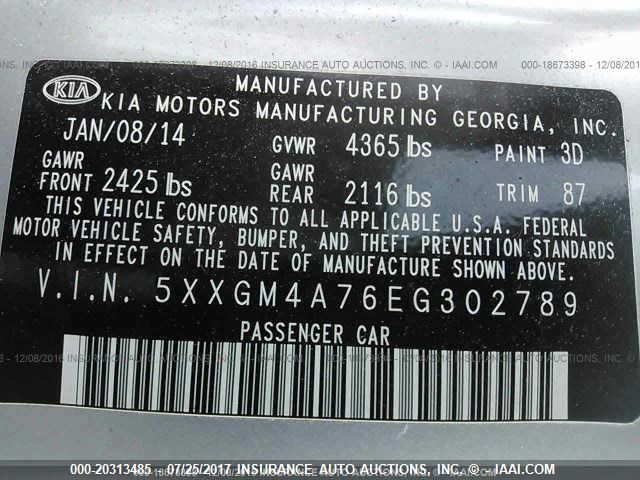 12/08/2016 INSURANCE AUTO AUCTIONS, INC. - © IAAI.COM
000-18673398 - 12/08/2016
KIA
MANUFACTURED BY
KIA MOTORS MANUFACTURING GEORGIA, INC.
JAN/08/14 GVWR 4365 lbs PAINT 3D
GAWR FRONT 2425 lbs GAWR REAR 2116 lbs TRIM 87
THIS VEHICLE CONFORMS TO ALL APPLICABLE U.S.A. FEDERAL
MOTOR VEHICLE SAFETY, BUMPER, AND THEFT PREVENTION STANDARDS
IN EFFECT ON THE DATE OF MANUFACTURE SHOWN ABOVE.
V.I.N. 5XXGM4A76EG302789
PASSENGER CAR
000-20313485 - 07/25/2017 INSURANCE AUTO AUCTIONS, INC. - © IAAI.COM